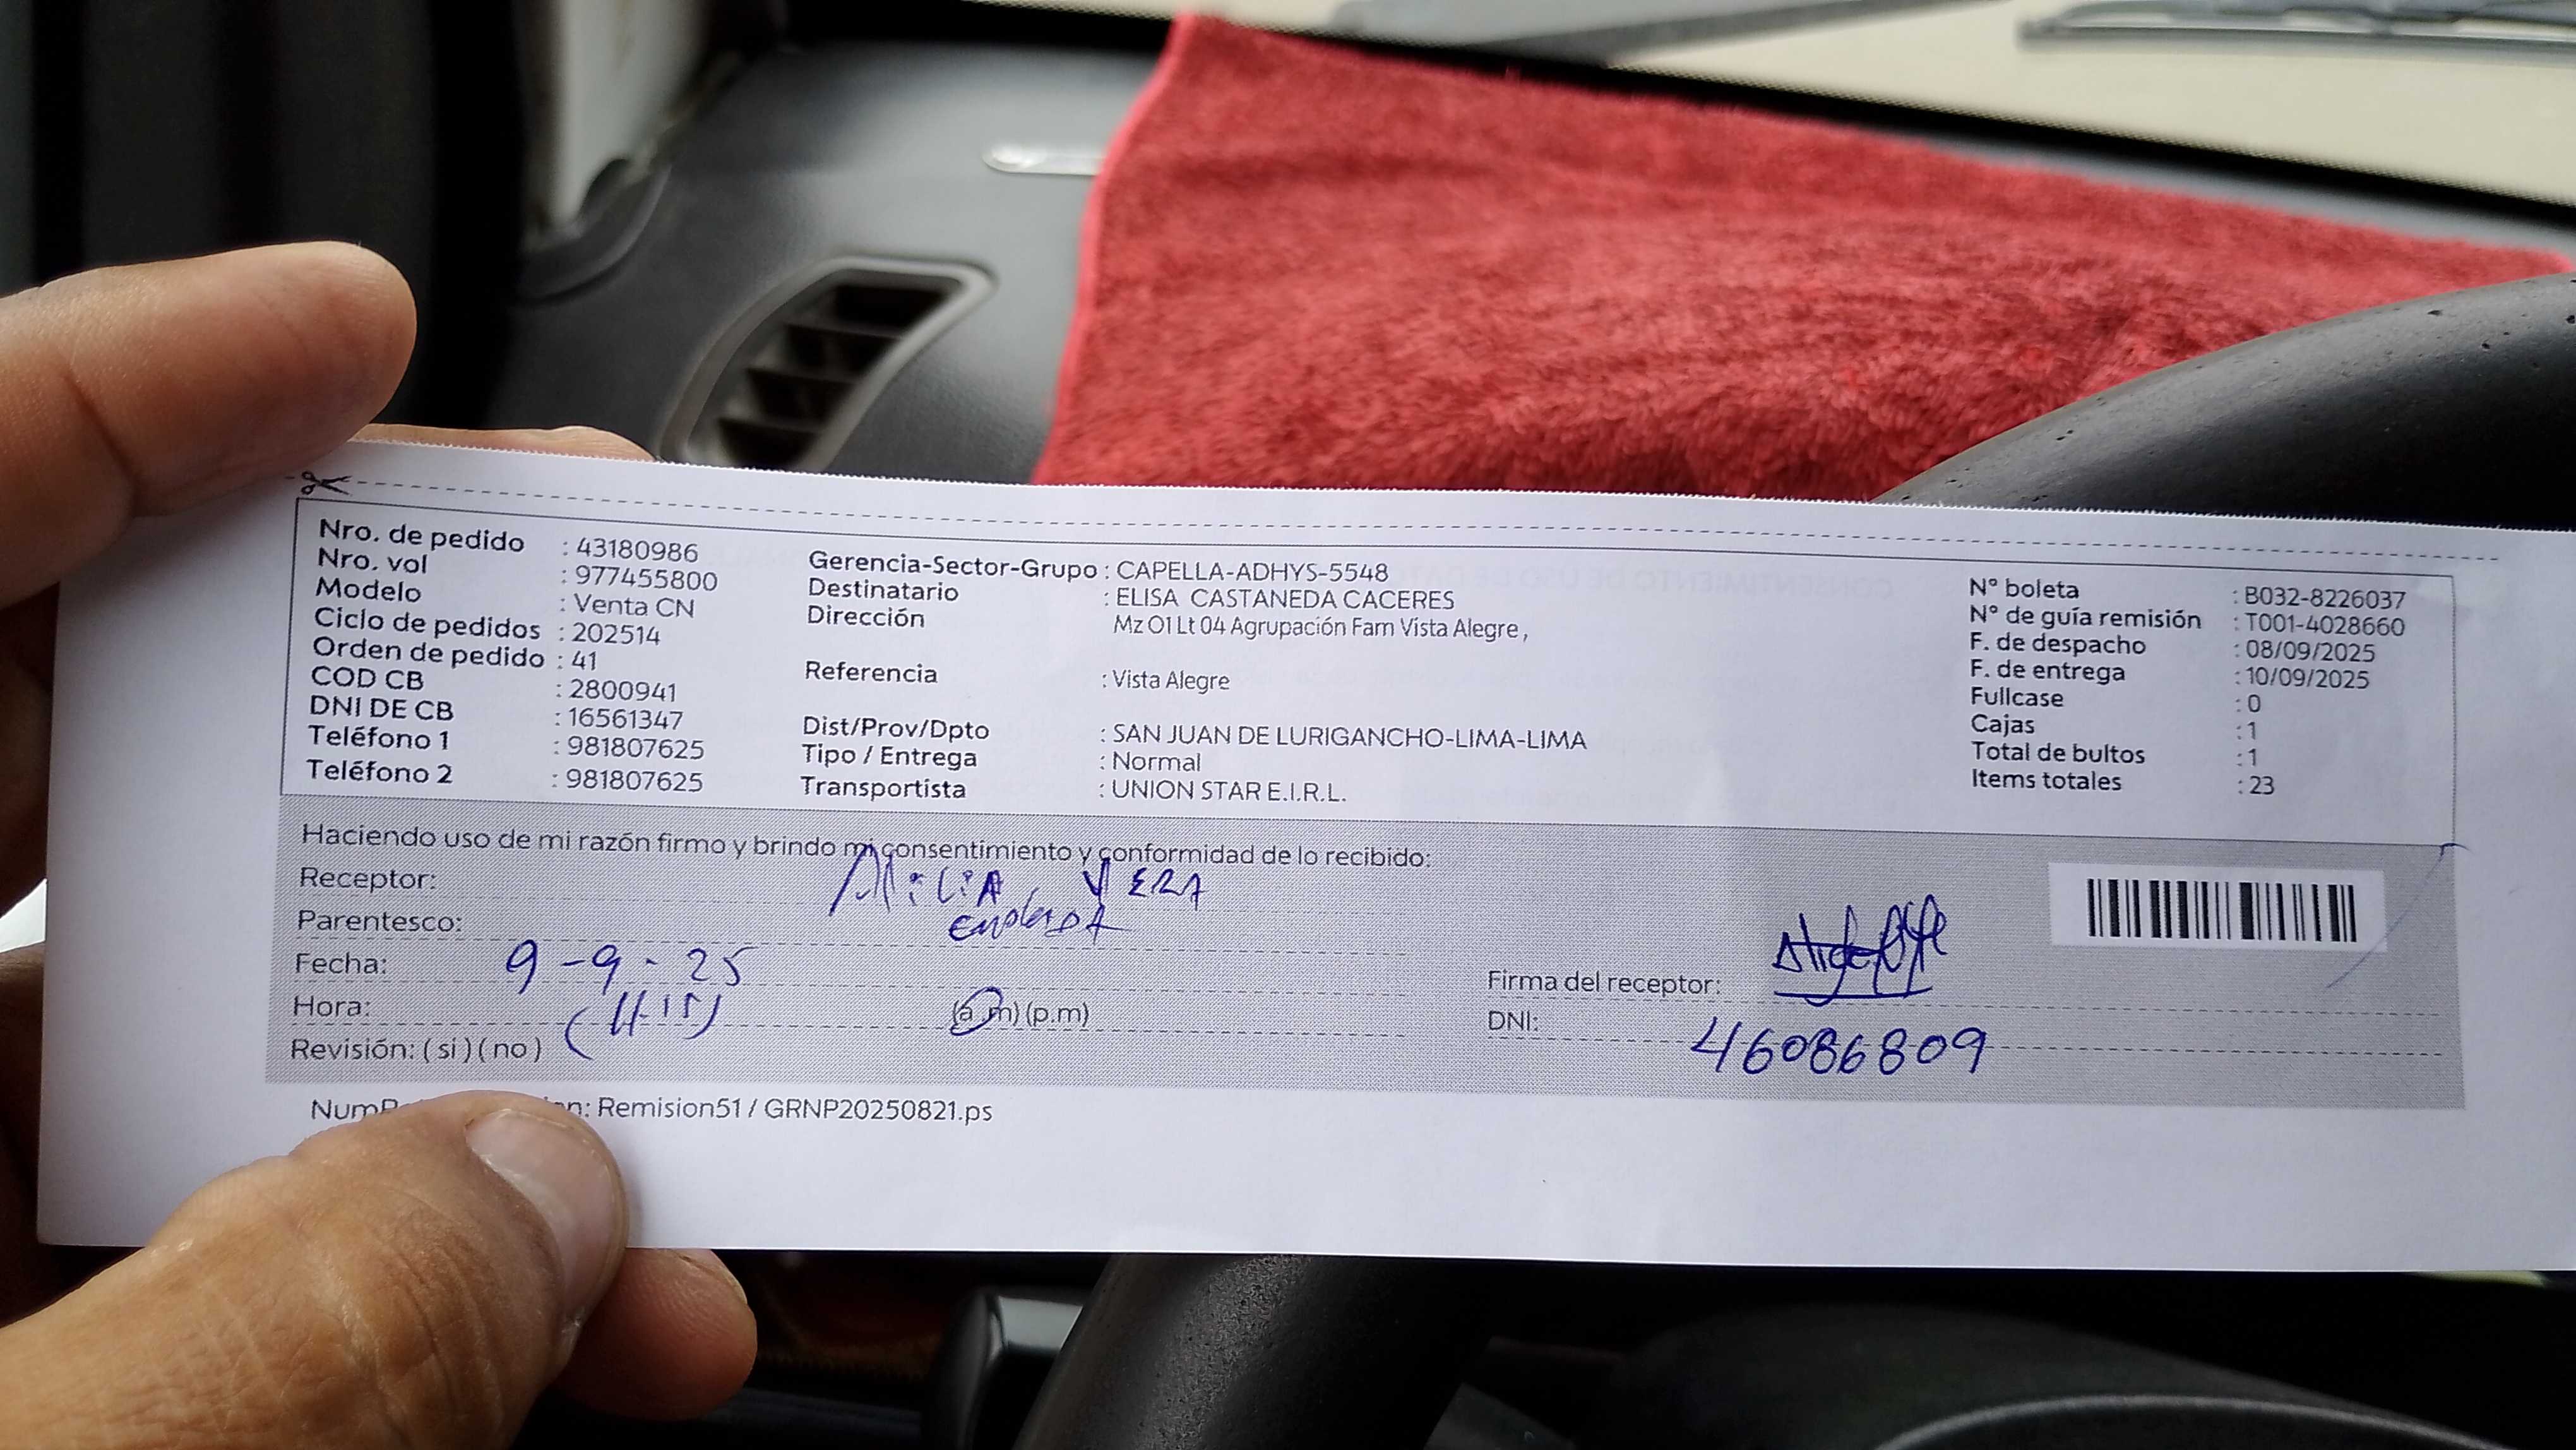 Nro. de pedido : 43180986
Nro. vol : 977455800
Modelo : Venta CN
Ciclo de pedidos : 202514
Orden de pedido : 41
COD CB : 2800941
DNI DE CB : 16561347
Teléfono 1 : 981807625
Teléfono 2 : 981807625
Gerencia-Sector-Grupo : CAPELLA-ADHYS-5548
Destinatario : ELISA CASTANEDA CACERES
Dirección Mz O1 Lt 04 Agrupación Fam Vista Alegre,
Referencia : Vista Alegre
Dist/Prov/Dpto : SAN JUAN DE LURIGANCHO-LIMA-LIMA
Tipo / Entrega : Normal
Transportista : UNION STAR E.I.R.L.
N° boleta : B032-8226037
N° de guía remisión : T001-4028660
F. de despacho : 08/09/2025
F. de entrega : 10/09/2025
Fullcase : 0
Cajas : 1
Total de bultos : 1
Items totales : 23
Haciendo uso de mi razón firmo y brindo mi consentimiento y conformidad de lo recibido:
Receptor: VERA
Parentesco:
Fecha: 9-9-25
Hora: (a.m) (p.m)
Revisión: (si) (no)
Firma del receptor:
DNI: 46086809
Remision51 / GRNP20250821.ps